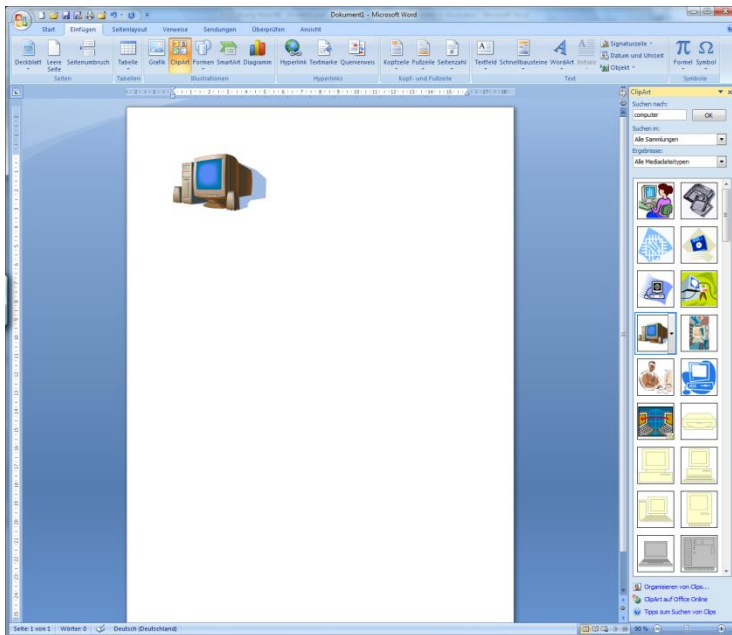 Dokument1 - Microsoft Word
Start Einfügen Seitenlayout Verweise Sendungen Überprüfen Ansicht
Deckblatt Leere Seite Seitenumbruch Tabelle Grafik ClipArt Formen SmartArt Diagramm Hyperlink Textmarke Querverweis Kopfzeile Fußzeile Seitenzahl Textfeld Schnellbausteine WordArt Initiale Signaturzeile Datum und Uhrzeit Objekt Formel Symbol
Seiten Tabellen Illustrationen Hyperlinks Kopf- und Fußzeile Text Symbole
ClipArt
Suchen nach:
computer OK
Suchen in:
Alle Sammlungen
Ergebnisse:
Alle Mediadateitypen
Organisieren von Clips...
ClipArt auf Office Online
Tipps zum Suchen von Clips
Seite: 1 von 1 Wörter: 0 Deutsch (Deutschland) 90 %